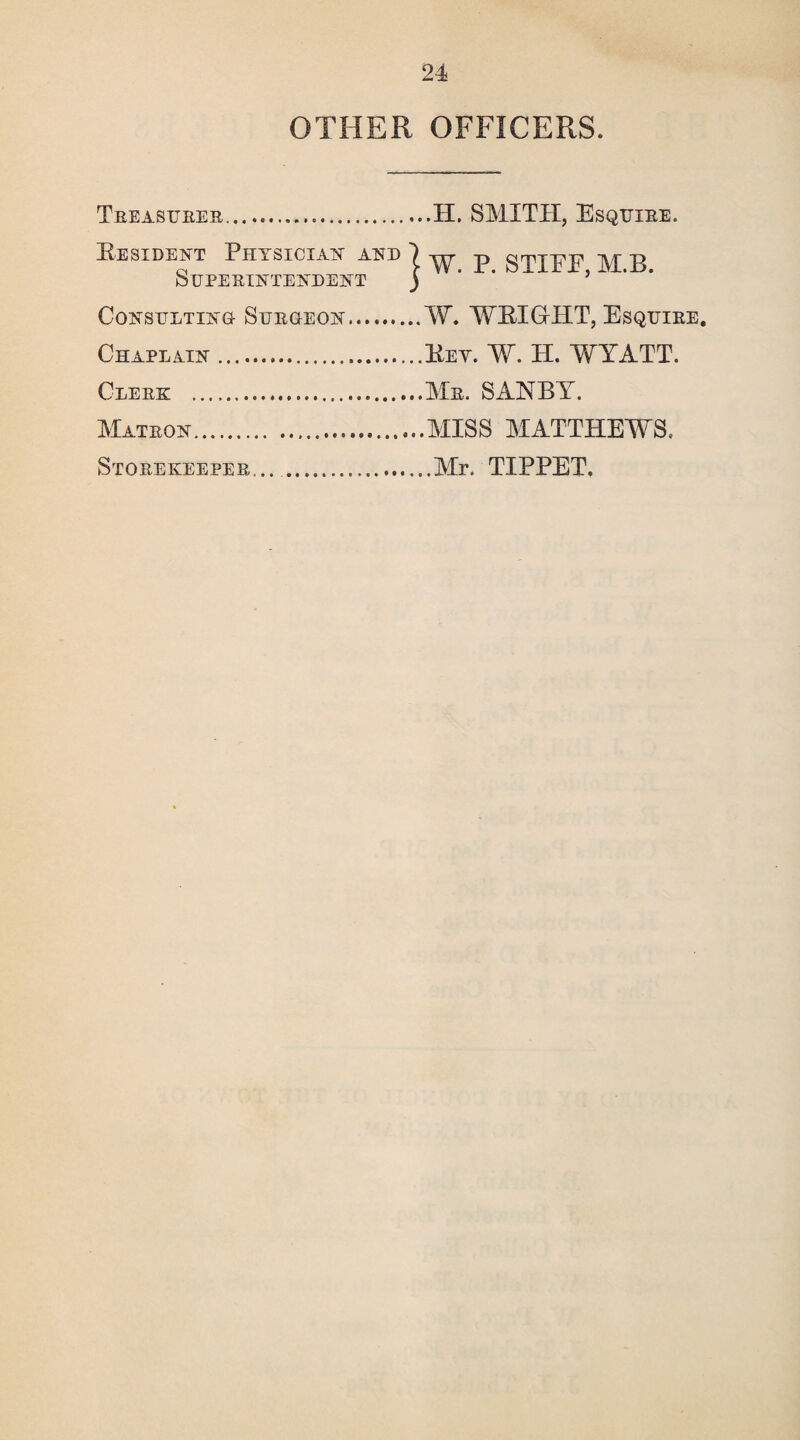 24
OTHER OFFICERS.
TREASURER.............................H. SMITH, ESQUIRE.
RESIDENT PHYSICIAN AND SUPERINTENDENT } W. P. STIFF, M.B.
CONSULTING SURGEON.........W. WRIGHT, ESQUIRE.
CHAPLAIN ............................REV. W. H. WYATT.
CLERK ................................MR. SANBY.
MATRON.......... .....................MISS MATTHEWS.
STOREKEEPER... ......................Mr. TIPPET.